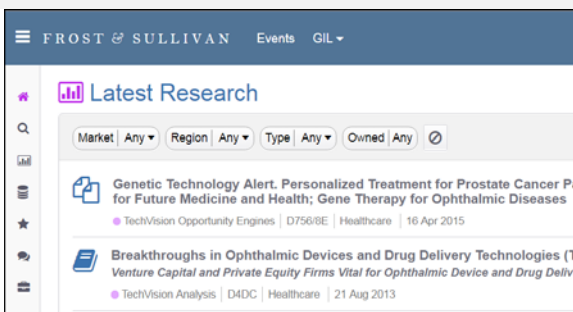 FROST & SULLIVAN Events GIL
Latest Research
Market Any Region Any Type Any Owned Any
Genetic Technology Alert. Personalized Treatment for Prostate Cancer
for Future Medicine and Health; Gene Therapy for Ophthalmic Diseases
TechVision Opportunity Engines D756/8E Healthcare 16 Apr 2015
Breakthroughs in Ophthalmic Devices and Drug Delivery Technologies
Venture Capital and Private Equity Firms Vital for Ophthalmic Device and Drug
TechVision Analysis D4DC Healthcare 21 Aug 2013